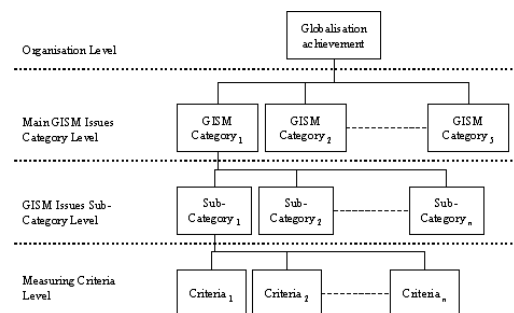 Globalisation
achievement
Organisation Level
Main GISM Issues
Category Level
GISM
Category 1
GISM
Category 2
GISM
Category 5
GISM Issues Sub-
Category Level
Sub-
Category 1
Sub-
Category 2
Sub-
Category n
Measuring Criteria
Level
Criteria 1
Criteria 2
Criteria n